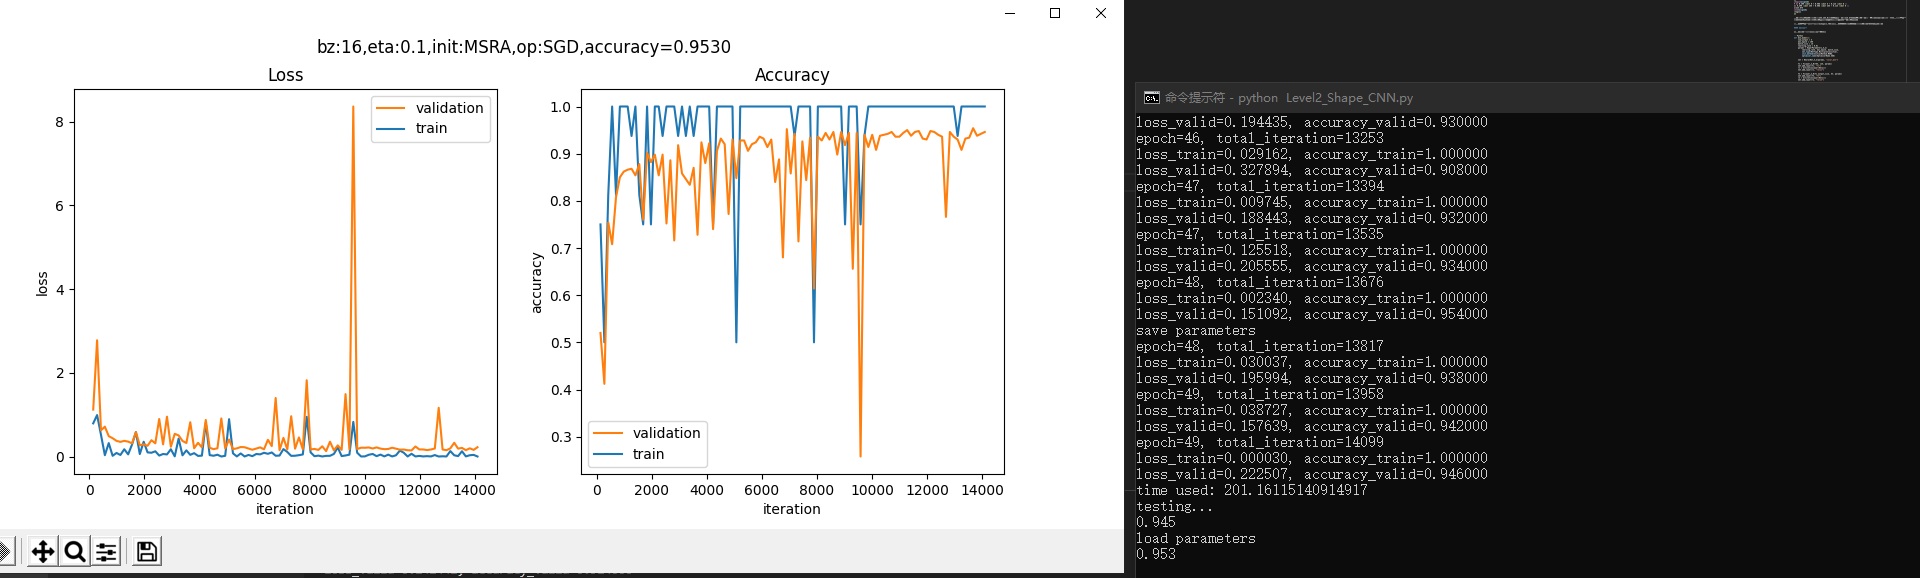 bz:16,eta:0.1,init:MSRA,op:SGD,accuracy=0.9530
Loss
validation
train
8
6
4
2
0
loss
0
2000
4000
6000
8000
10000
12000
14000
iteration
Accuracy
1.0
0.9
0.8
0.7
0.6
0.5
0.4
0.3
accuracy
validation
train
0
2000
4000
6000
8000
10000
12000
14000
iteration
命令提示符 - python Level2_Shape_CNN.py
loss_valid=0.194435, accuracy_valid=0.930000
epoch=46, total_iteration=13253
loss_train=0.029162, accuracy_train=1.000000
loss_valid=0.327894, accuracy_valid=0.908000
epoch=47, total_iteration=13394
loss_train=0.009745, accuracy_train=1.000000
loss_valid=0.188443, accuracy_valid=0.932000
epoch=47, total_iteration=13535
loss_train=0.125518, accuracy_train=1.000000
loss_valid=0.205555, accuracy_valid=0.934000
epoch=48, total_iteration=13676
loss_train=0.002340, accuracy_train=1.000000
loss_valid=0.151092, accuracy_valid=0.954000
save parameters
epoch=48, total_iteration=13817
loss_train=0.030037, accuracy_train=1.000000
loss_valid=0.195994, accuracy_valid=0.938000
epoch=49, total_iteration=13958
loss_train=0.038727, accuracy_train=1.000000
loss_valid=0.157639, accuracy_valid=0.942000
epoch=49, total_iteration=14099
loss_train=0.000030, accuracy_train=1.000000
loss_valid=0.222507, accuracy_valid=0.946000
time used: 201.16115140914917
testing...
0.945
load parameters
0.953